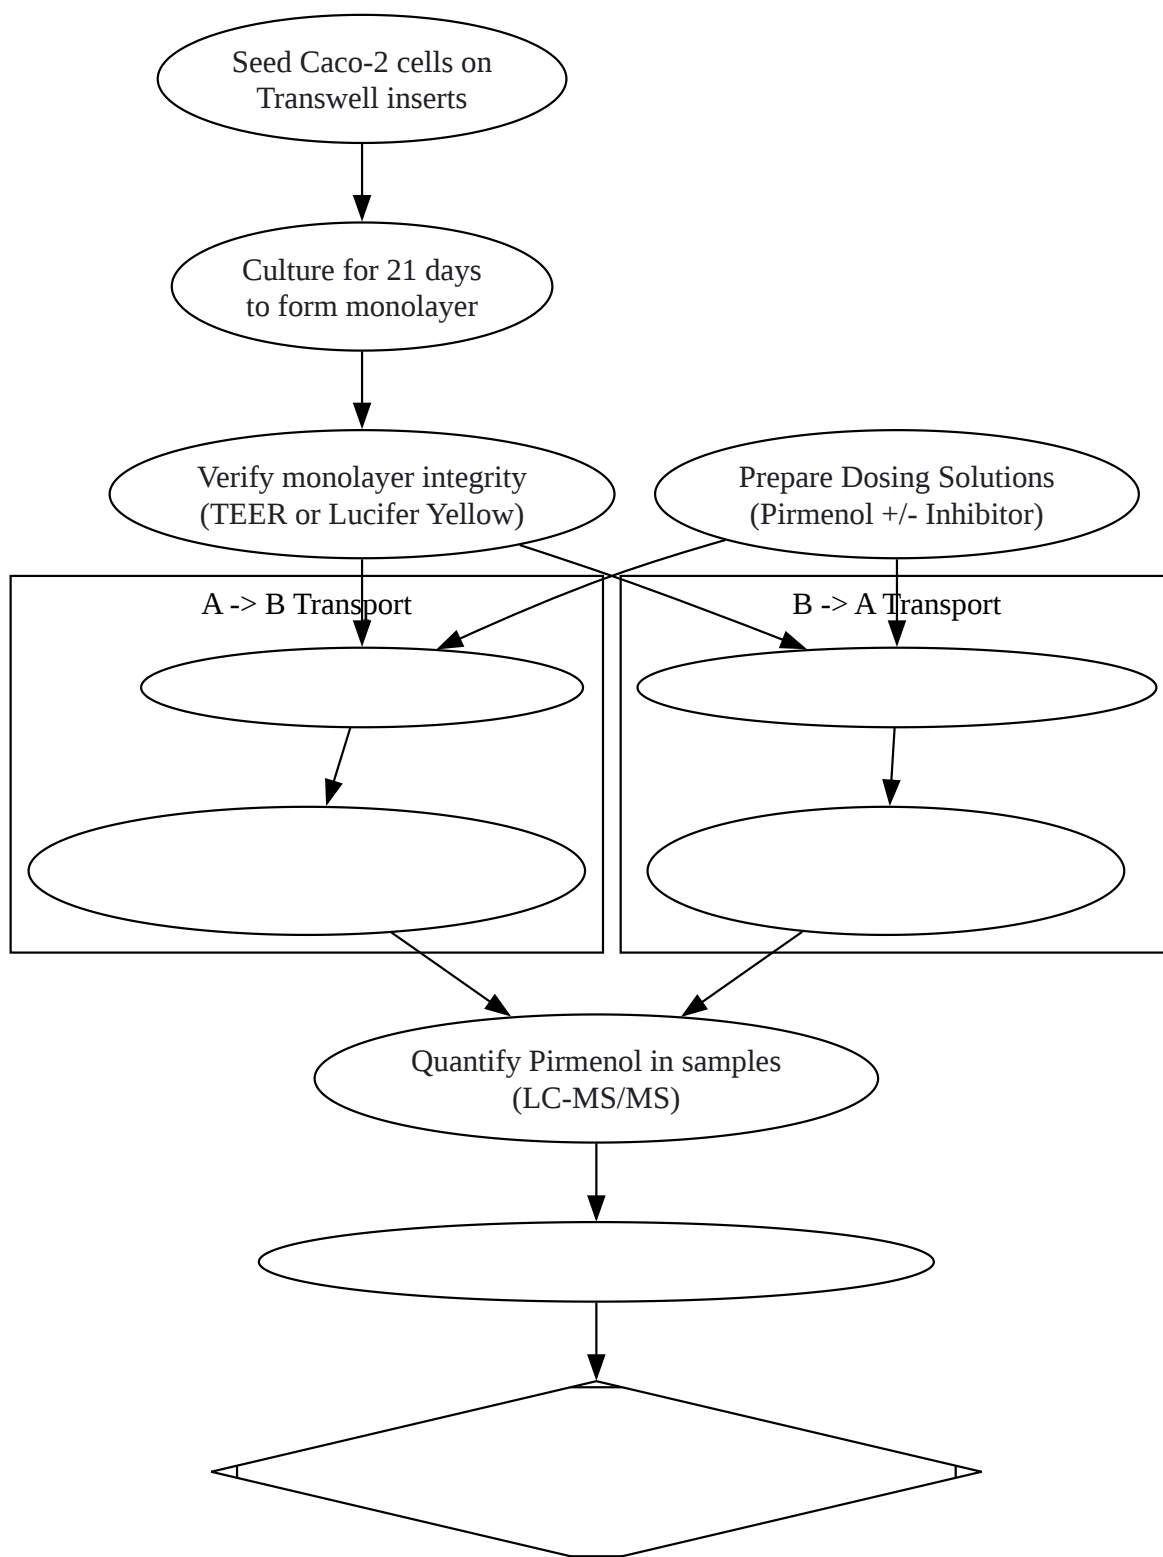 Seed Caco-2 cells on
Transwell inserts
Culture for 21 days
to form monolayer
Verify monolayer integrity
(TEER or Lucifer Yellow)
Prepare Dosing Solutions
(Pirmenol +/- Inhibitor)
A -> B Transport
B -> A Transport
Quantify Pirmenol in samples
(LC-MS/MS)